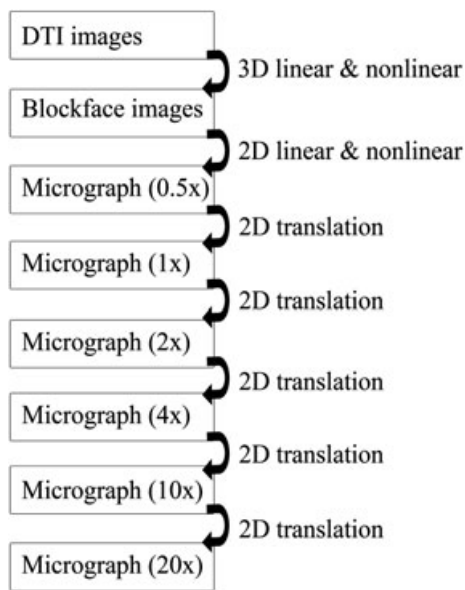 DTI images
3D linear & nonlinear
Blockface images
2D linear & nonlinear
Micrograph (0.5x)
2D translation
Micrograph (1x)
2D translation
Micrograph (2x)
2D translation
Micrograph (4x)
2D translation
Micrograph (10x)
2D translation
Micrograph (20x)